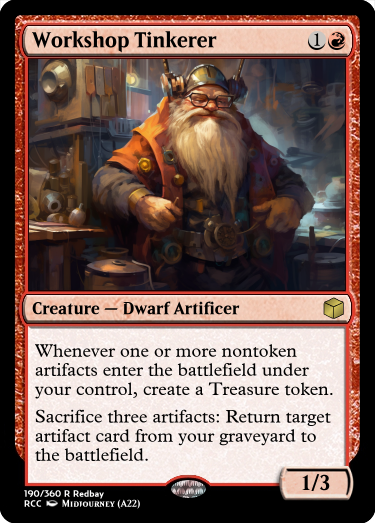 Workshop Tinkerer 1
Creature — Dwarf Artificer
Whenever one or more nontoken
artifacts enter the battlefield under
your control, create a Treasure token.
Sacrifice three artifacts: Return target
artifact card from your graveyard to
the battlefield.
1/3
190/360 R Redbay
RCC Midjourney (A22)